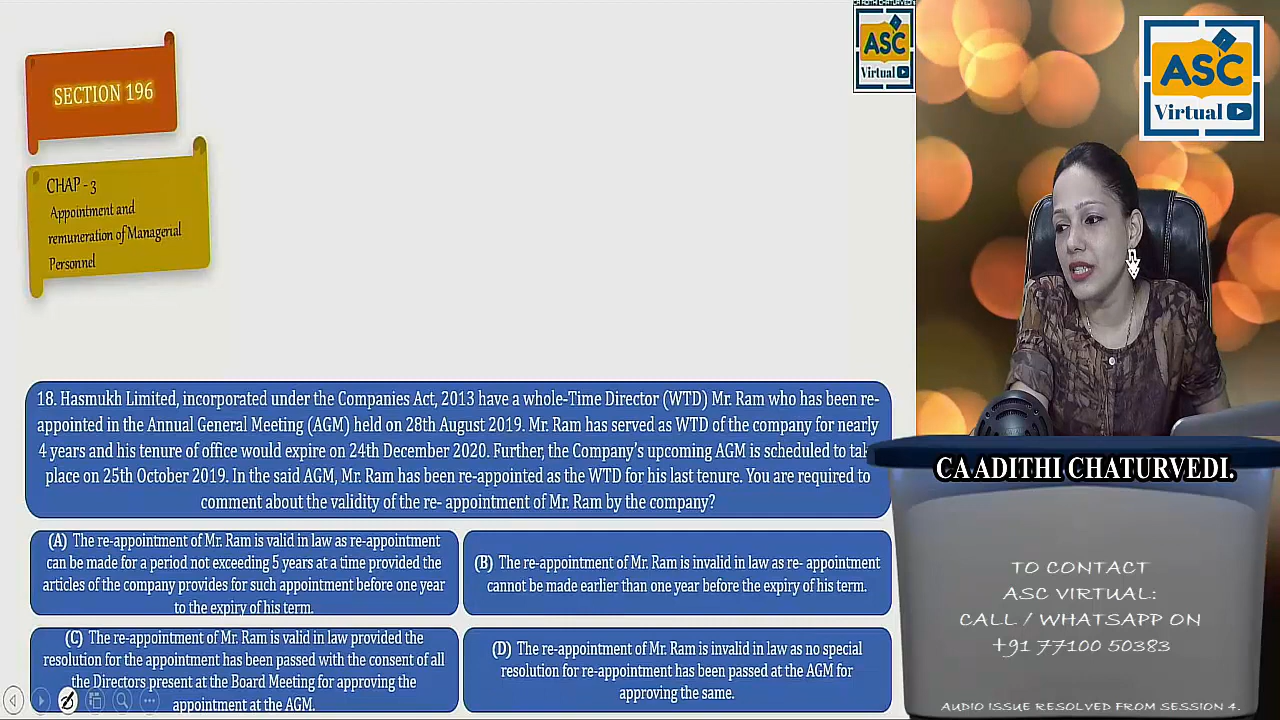 SECTION 196
CHAP - 3
Appointment and
remuneration of Managerial
Personnel
CA ADITHI CHATURVEDI
ASC
Virtual
ASC
Virtual
18. Hasmukh Limited, incorporated under the Companies Act, 2013 have a whole-Time Director (WTD) Mr. Ram who has been re-
appointed in the Annual General Meeting (AGM) held on 28th August 2019. Mr. Ram has served as WTD of the company for nearly
4 years and his tenure of office would expire on 24th December 2020. Further, the Company's upcoming AGM is scheduled to tak
place on 25th October 2019. In the said AGM, Mr. Ram has been re-appointed as the WTD for his last tenure. You are required to
comment about the validity of the re- appointment of Mr. Ram by the company?
(A) The re-appointment of Mr. Ram is valid in law as re-appointment
can be made for a period not exceeding 5 years at a time provided the
articles of the company provides for such appointment before one year
to the expiry of his term.
(B) The re-appointment of Mr. Ram is invalid in law as re- appointment
cannot be made earlier than one year before the expiry of his term.
(C) The re-appointment of Mr. Ram is valid in law provided the
resolution for the appointment has been passed with the consent of all
the Directors present at the Board Meeting for approving the
appointment at the AGM.
(D) The re-appointment of Mr. Ram is invalid in law as no special
resolution for re-appointment has been passed at the AGM for
approving the same.
CA ADITHI CHATURVEDI.
TO CONTACT
ASC VIRTUAL:
CALL / WHATSAPP ON
+91 77100 50383
AUDIO ISSUE RESOLVED FROM SESSION 4.